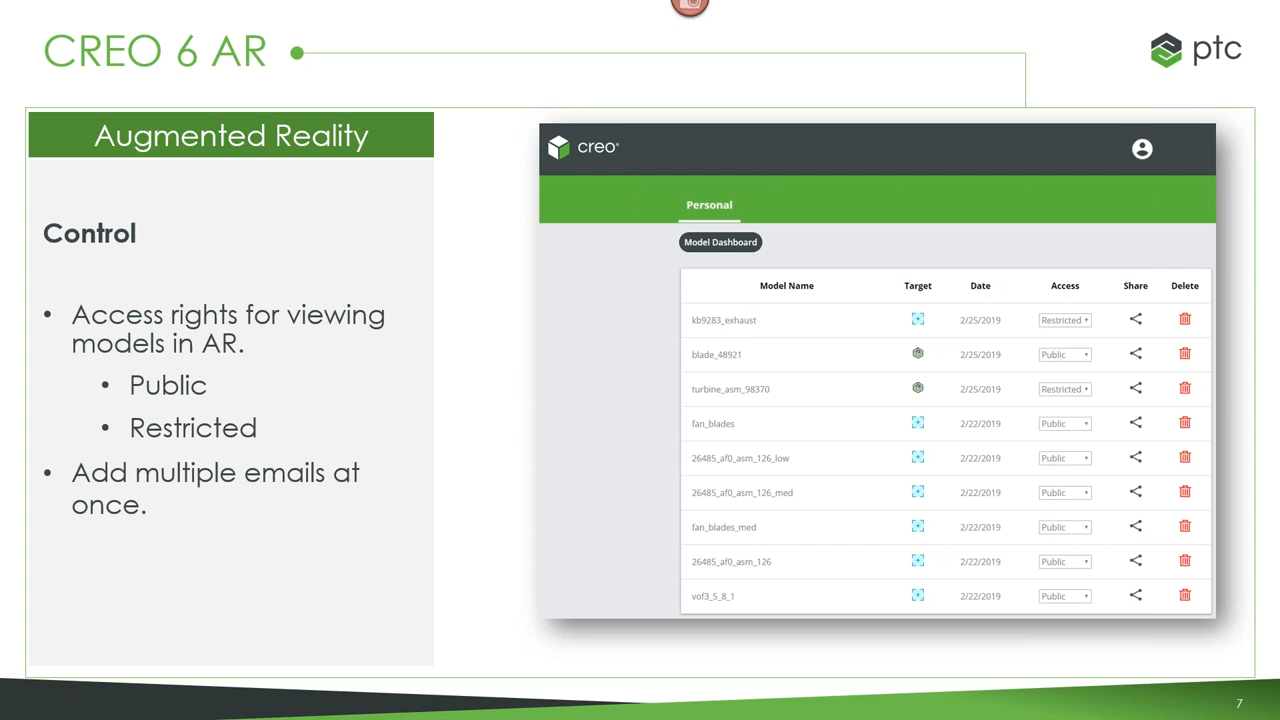 CREO 6 AR
ptc
Augmented Reality
Control
• Access rights for viewing
models in AR.
• Public
• Restricted
• Add multiple emails at
once.
creo®
Personal
Model Dashboard
Model Name Target Date Access Share Delete
kb9283_exhaust 2/25/2019 Restricted
blade_48921 2/25/2019 Public
turbine_asm_98370 2/25/2019 Restricted
fan_blades 2/22/2019 Public
26485_af0_asm_126_low 2/22/2019 Public
26485_af0_asm_126_med 2/22/2019 Public
fan_blades_med 2/22/2019 Public
26485_af0_asm_126 2/22/2019 Public
vof3_5_8_1 2/22/2019 Public
7